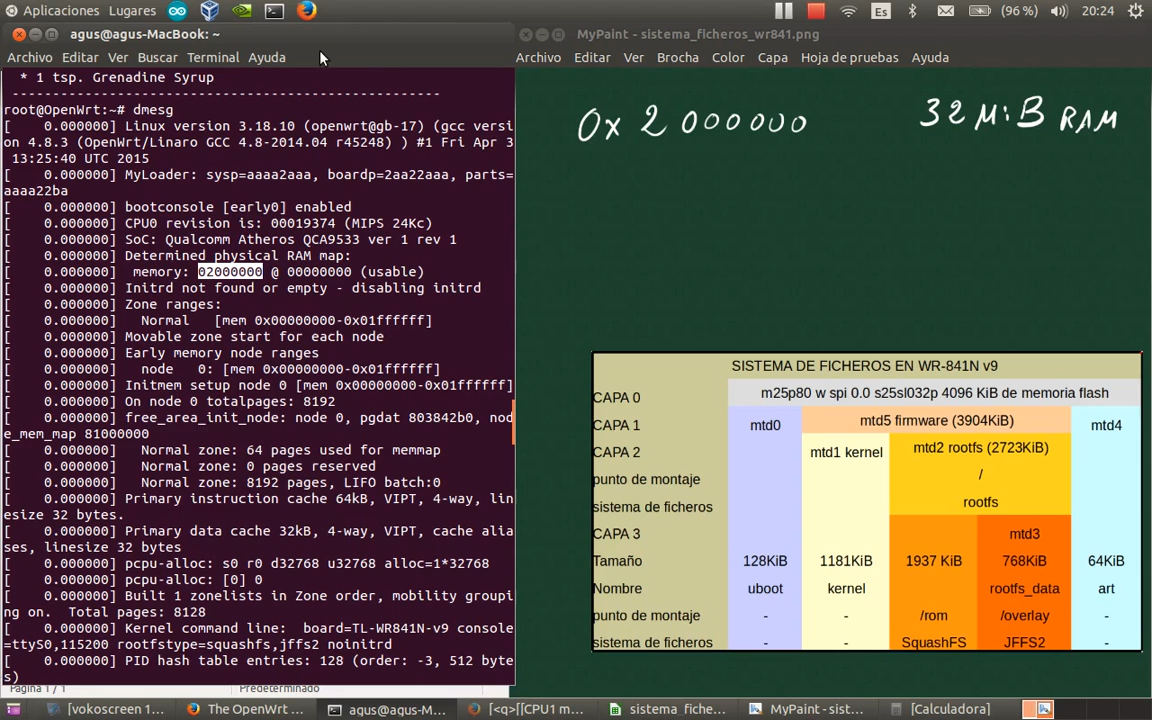 Aplicaciones Lugares Es (96 %) 20:24
agus@agus-MacBook: ~
Archivo Editar Ver Buscar Terminal Ayuda
* 1 tsp. Grenadine Syrup
-----------------------------------------------------
root@OpenWrt:~# dmesg
[    0.000000] Linux version 3.18.10 (openwrt@gb-17) (gcc versi
on 4.8.3 (OpenWrt/Linaro GCC 4.8-2014.04 r45248) ) #1 Fri Apr 3
13:25:40 UTC 2015
[    0.000000] MyLoader: sysp=aaaa2aaa, boardp=2aa22aaa, parts=
aaaa22ba
[    0.000000] bootconsole [early0] enabled
[    0.000000] CPU0 revision is: 00019374 (MIPS 24Kc)
[    0.000000] SoC: Qualcomm Atheros QCA9533 ver 1 rev 1
[    0.000000] Determined physical RAM map:
[    0.000000]  memory: 02000000 @ 00000000 (usable)
[    0.000000] Initrd not found or empty - disabling initrd
[    0.000000] Zone ranges:
[    0.000000]   Normal   [mem 0x00000000-0x01ffffff]
[    0.000000] Movable zone start for each node
[    0.000000] Early memory node ranges
[    0.000000]   node   0: [mem 0x00000000-0x01ffffff]
[    0.000000] Initmem setup node 0 [mem 0x00000000-0x01ffffff]
[    0.000000] On node 0 totalpages: 8192
[    0.000000] free_area_init_node: node 0, pgdat 803842b0, nod
e_mem_map 81000000
[    0.000000]   Normal zone: 64 pages used for memmap
[    0.000000]   Normal zone: 0 pages reserved
[    0.000000]   Normal zone: 8192 pages, LIFO batch:0
[    0.000000] Primary instruction cache 64kB, VIPT, 4-way, lin
esize 32 bytes.
[    0.000000] Primary data cache 32kB, 4-way, VIPT, cache alia
ses, linesize 32 bytes
[    0.000000] pcpu-alloc: s0 r0 d32768 u32768 alloc=1*32768
[    0.000000] pcpu-alloc: [0] 0
[    0.000000] Built 1 zonelists in Zone order, mobility groupi
ng on.  Total pages: 8128
[    0.000000] Kernel command line:  board=TL-WR841N-v9 console
=ttyS0,115200 rootfstype=squashfs,jffs2 noinitrd
[    0.000000] PID hash table entries: 128 (order: -3, 512 byte
s)
Página 1 / 1 Predeterminado
MyPaint - sistema_ficheros_wr841.png
Archivo Editar Ver Brocha Color Capa Hoja de pruebas Ayuda
0x 2 000000 32 MiB RAM
SISTEMA DE FICHEROS EN WR-841N v9
CAPA 0 m25p80 w spi 0.0 s25sl032p 4096 KiB de memoria flash
CAPA 1 mtd0 mtd5 firmware (3904KiB) mtd4
CAPA 2 mtd1 kernel mtd2 rootfs (2723KiB)
punto de montaje /
sistema de ficheros rootfs
CAPA 3 mtd3
Tamaño 128KiB 1181KiB 1937 KiB 768KiB 64KiB
Nombre uboot kernel rootfs_data art
punto de montaje - - /rom /overlay -
sistema de ficheros - - SquashFS JFFS2 -
[vokoscreen 1... The OpenWrt ... agus@agus-M... [<q>[[CPU1 m... sistema_fiche... MyPaint - sist... [Calculadora]